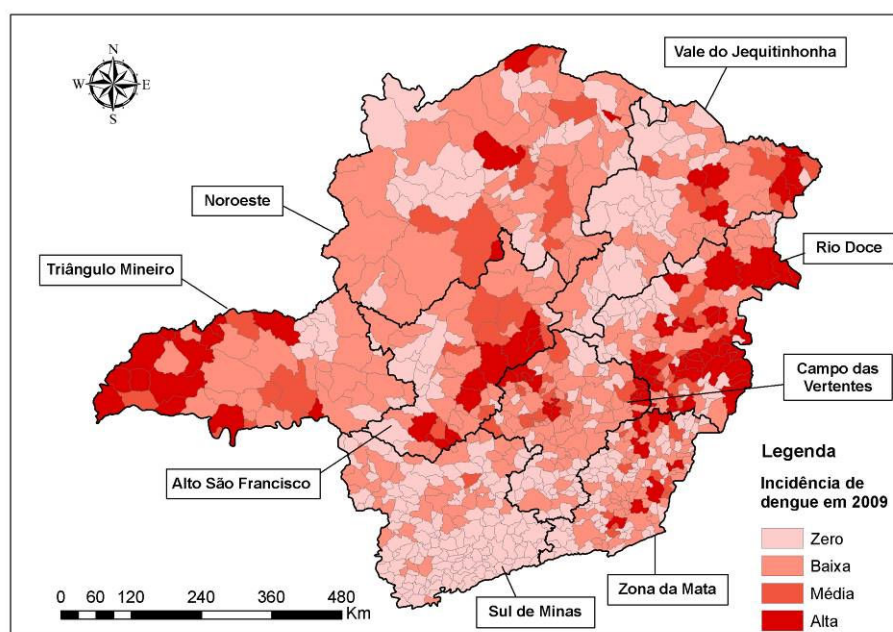 N
W E
S
Vale do Jequitinhonha
Noroeste
Triângulo Mineiro
Rio Doce
Campo das
Vertentes
Alto São Francisco
Zona da Mata
Sul de Minas
Legenda
Incidência de
dengue em 2009
Zero
Baixa
Média
Alta
0 60 120 240 360 480
Km